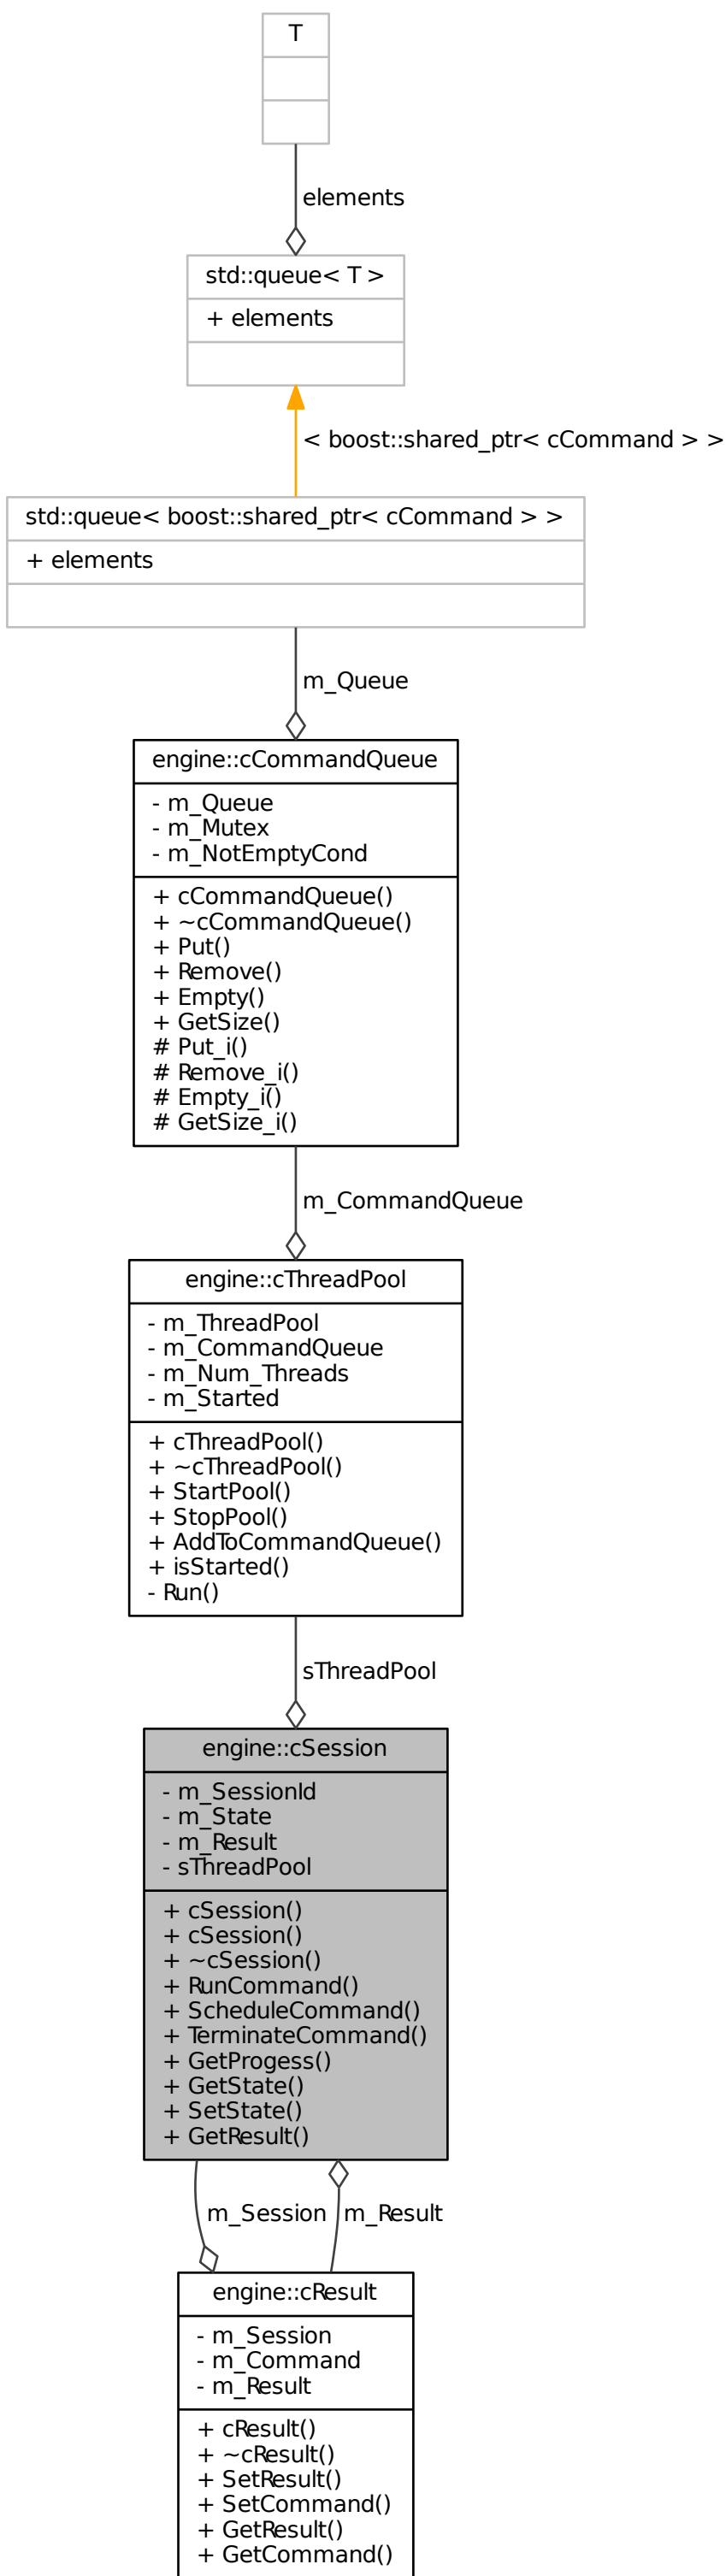 T
elements
std::queue< T >
+ elements
< boost::shared_ptr< cCommand > >
std::queue< boost::shared_ptr< cCommand > >
+ elements
m_Queue
engine::cCommandQueue
- m_Queue
- m_Mutex
- m_NotEmptyCond
+ cCommandQueue()
+ ~cCommandQueue()
+ Put()
+ Remove()
+ Empty()
+ GetSize()
# Put_i()
# Remove_i()
# Empty_i()
# GetSize_i()
m_CommandQueue
engine::cThreadPool
- m_ThreadPool
- m_CommandQueue
- m_Num_Threads
- m_Started
+ cThreadPool()
+ ~cThreadPool()
+ StartPool()
+ StopPool()
+ AddToCommandQueue()
+ isStarted()
- Run()
sThreadPool
engine::cSession
- m_SessionId
- m_State
- m_Result
- sThreadPool
+ cSession()
+ cSession()
+ ~cSession()
+ RunCommand()
+ ScheduleCommand()
+ TerminateCommand()
+ GetProgess()
+ GetState()
+ SetState()
+ GetResult()
m_Session m_Result
engine::cResult
- m_Session
- m_Command
- m_Result
+ cResult()
+ ~cResult()
+ SetResult()
+ SetCommand()
+ GetResult()
+ GetCommand()